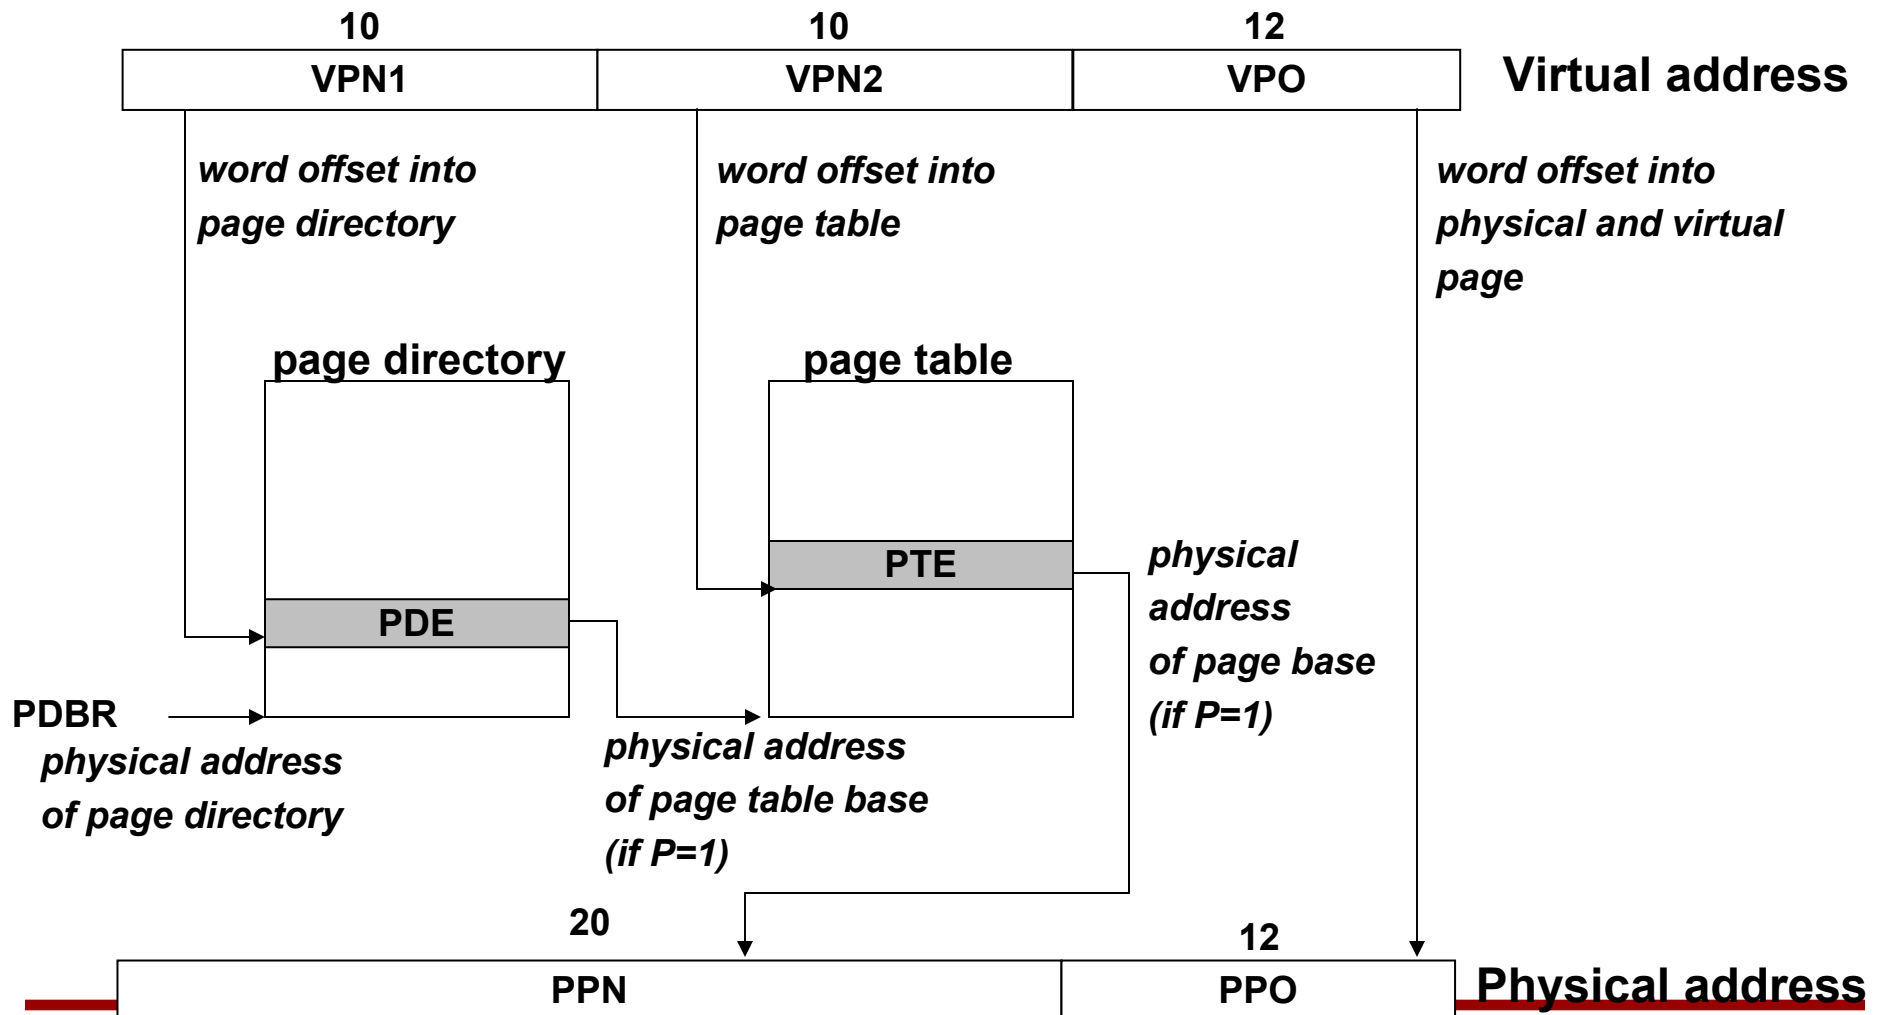 10
10
12
VPN1
VPN2
VPO
Virtual address
word offset into
page directory
word offset into
page table
word offset into
physical and virtual
page
page directory
page table
PTE
PDE
physical
address
of page base
(if P=1)
PDBR
physical address
of page directory
physical address
of page table base
(if P=1)
20
12
PPN
PPO
Physical address